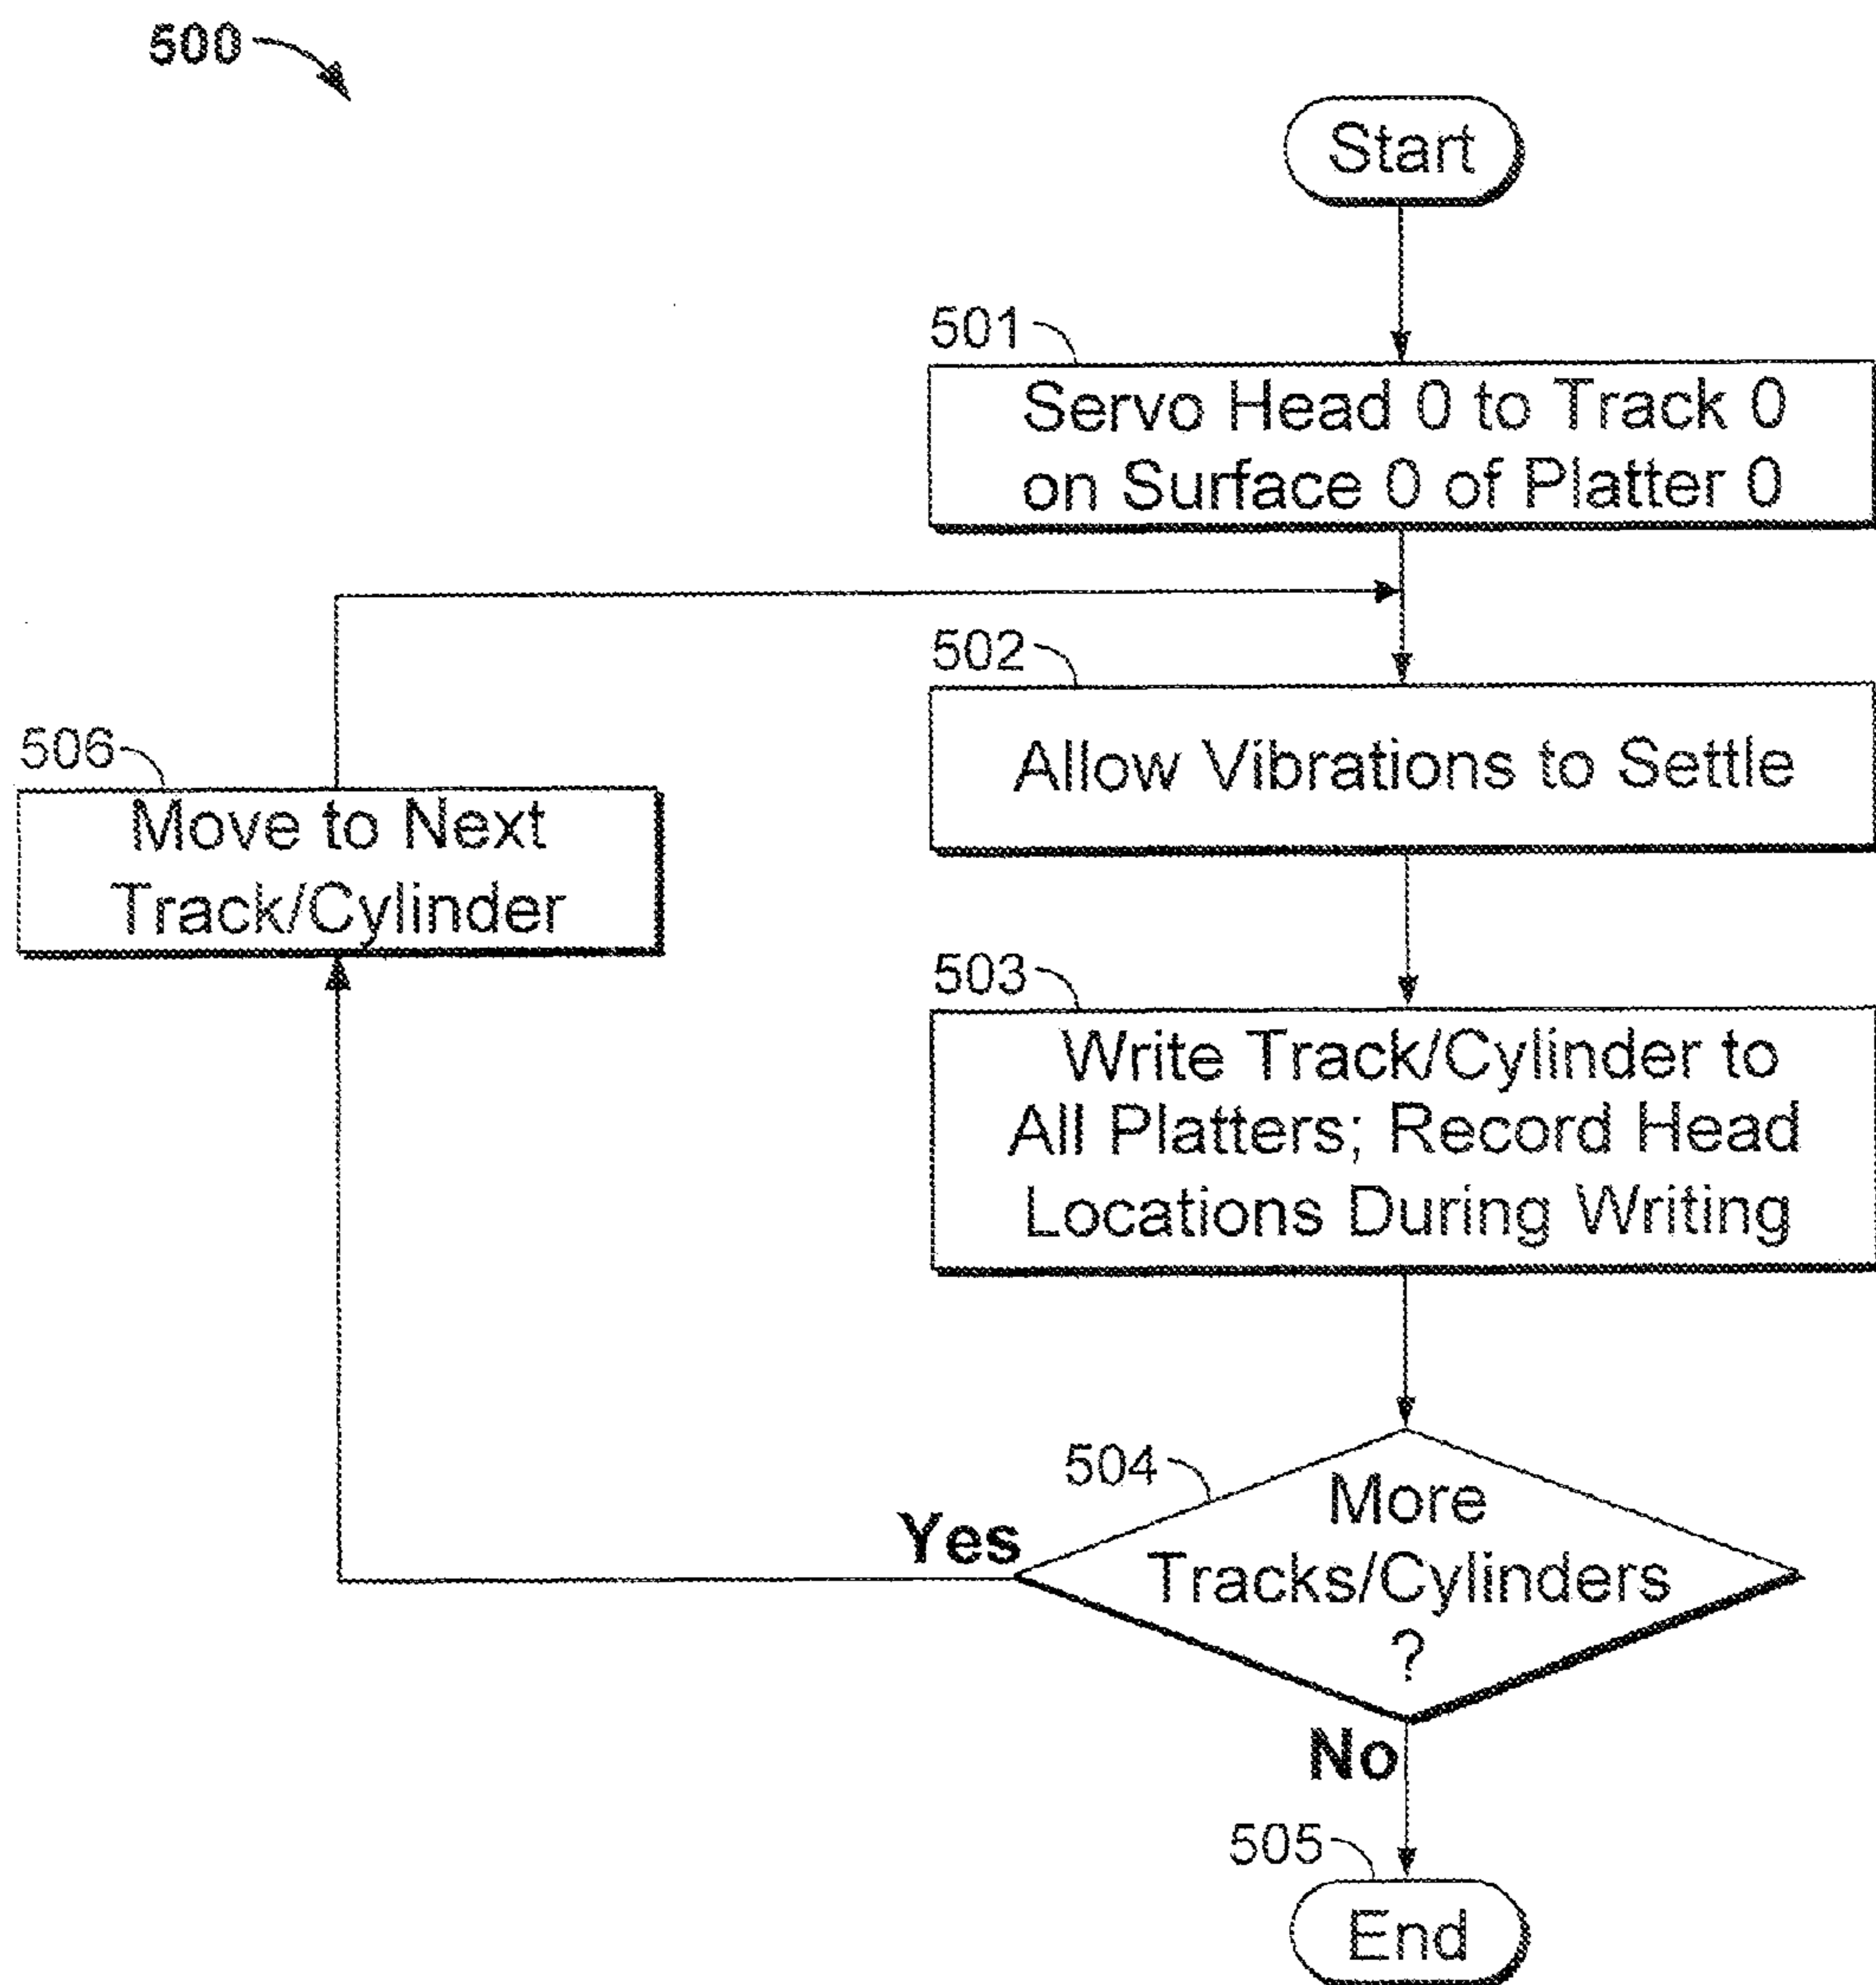 500
Start
501
Servo Head 0 to Track 0
on Surface 0 of Platter 0
502
Allow Vibrations to Settle
506
Move to Next
Track/Cylinder
503
Write Track/Cylinder to
All Platters; Record Head
Locations During Writing
504
More
Tracks/Cylinders
?
Yes
No
505
End